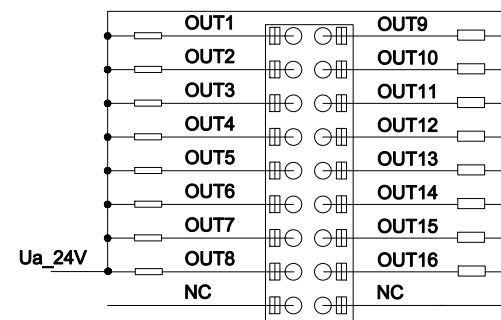 OUT1 OUT9
OUT2 OUT10
OUT3 OUT11
OUT4 OUT12
OUT5 OUT13
OUT6 OUT14
OUT7 OUT15
Ua_24V OUT8 OUT16
NC NC